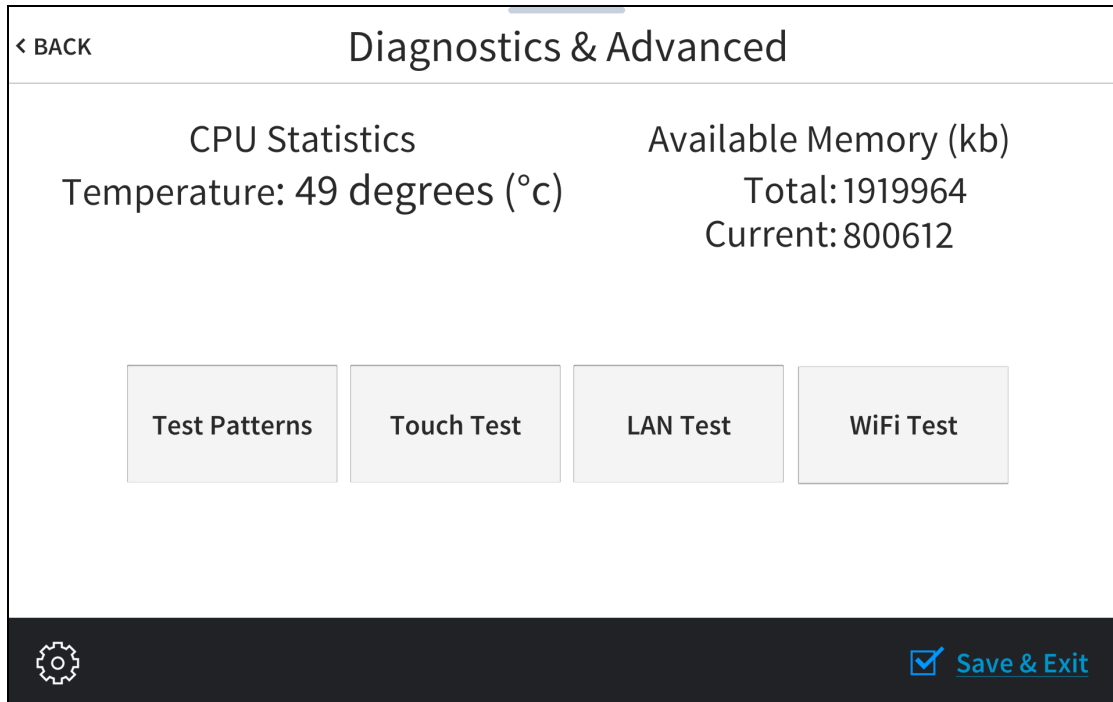 < BACK
Diagnostics & Advanced
CPU Statistics
Temperature: 49 degrees (°c)
Available Memory (kb)
Total: 1919964
Current: 800612
Test Patterns
Touch Test
LAN Test
WiFi Test
Save & Exit